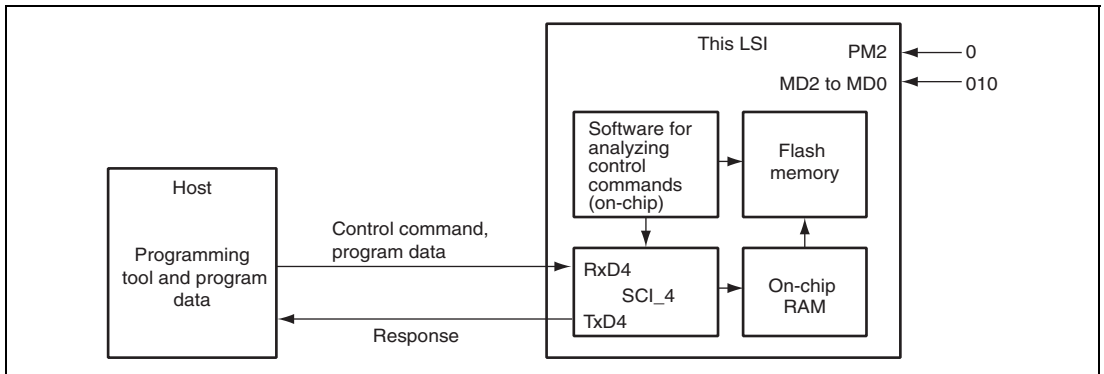 This LSI
PM2
0
MD2 to MD0
010
Software for
analyzing
control
commands
(on-chip)
Flash
memory
Host
Programming
tool and program
data
Control command,
program data
RxD4
SCI_4
TxD4
On-chip
RAM
Response